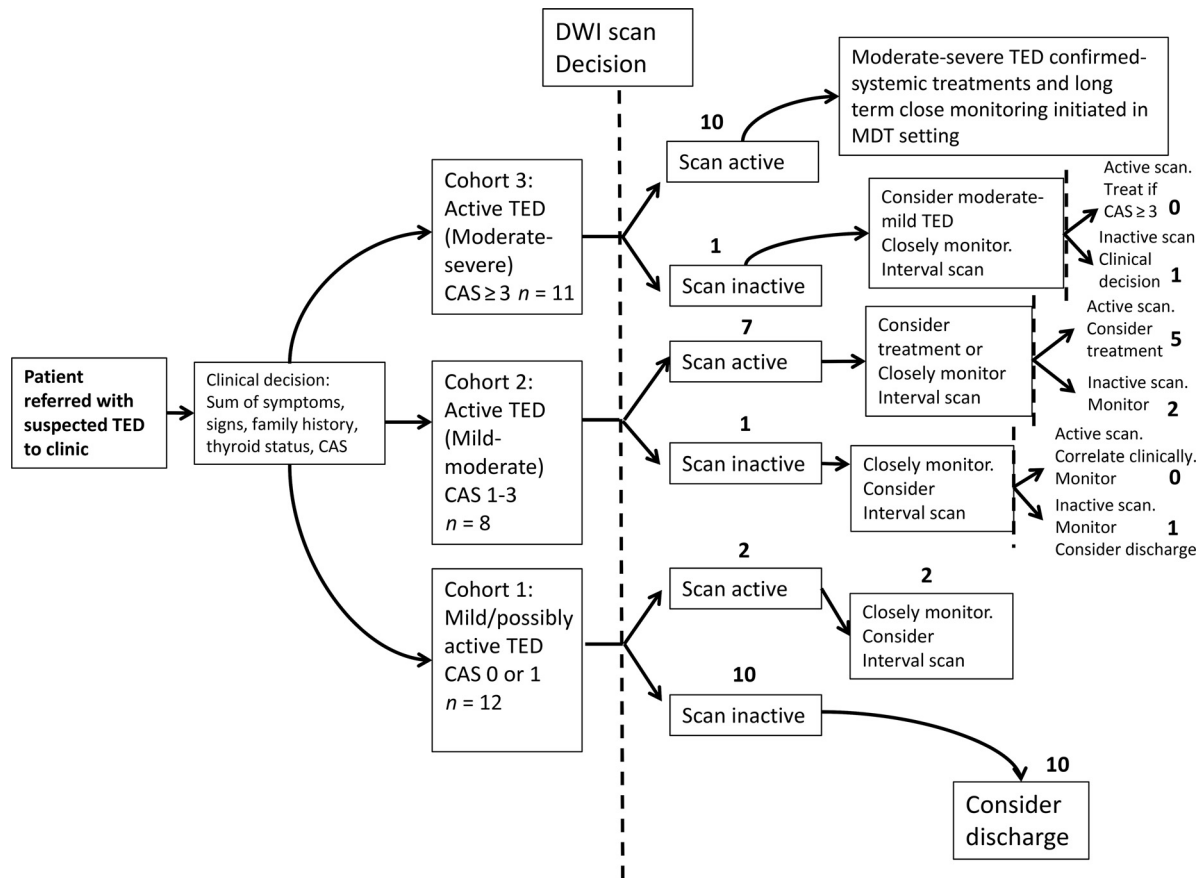 DWI scan
Decision
Patient
referred with
suspected TED
to clinic
Clinical decision:
Sum of symptoms,
signs, family history,
thyroid status, CAS
Cohort 3:
Active TED
(Moderate-
severe)
CAS ≥ 3 n = 11
10
Scan active
Moderate-severe TED confirmed-
systemic treatments and long
term close monitoring initiated in
MDT setting
1
Scan inactive
Consider moderate-
mild TED
Closely monitor.
Interval scan
Active scan.
Treat if
CAS ≥ 3 0
Inactive scan
Clinical
decision 1
Cohort 2:
Active TED
(Mild-
moderate)
CAS 1-3
n = 8
7
Scan active
Consider
treatment or
Closely monitor
Interval scan
Active scan.
Consider
treatment 5
Inactive scan.
Monitor 2
1
Scan inactive
Closely monitor.
Consider
Interval scan
Active scan.
Correlate clinically.
Monitor 0
Inactive scan.
Monitor 1
Consider discharge
Cohort 1:
Mild/possibly
active TED
CAS 0 or 1
n = 12
2
Scan active
2
Closely monitor.
Consider
Interval scan
10
Scan inactive
10
Consider
discharge